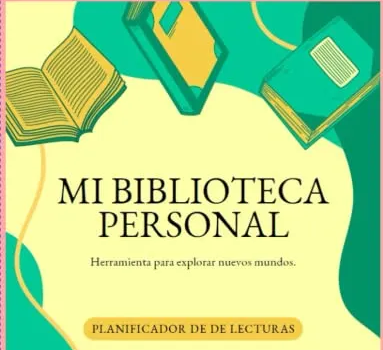 MI BIBLIOTECA
PERSONAL
Herramienta para explorar nuevos mundos.
PLANIFICADOR DE DE LECTURAS